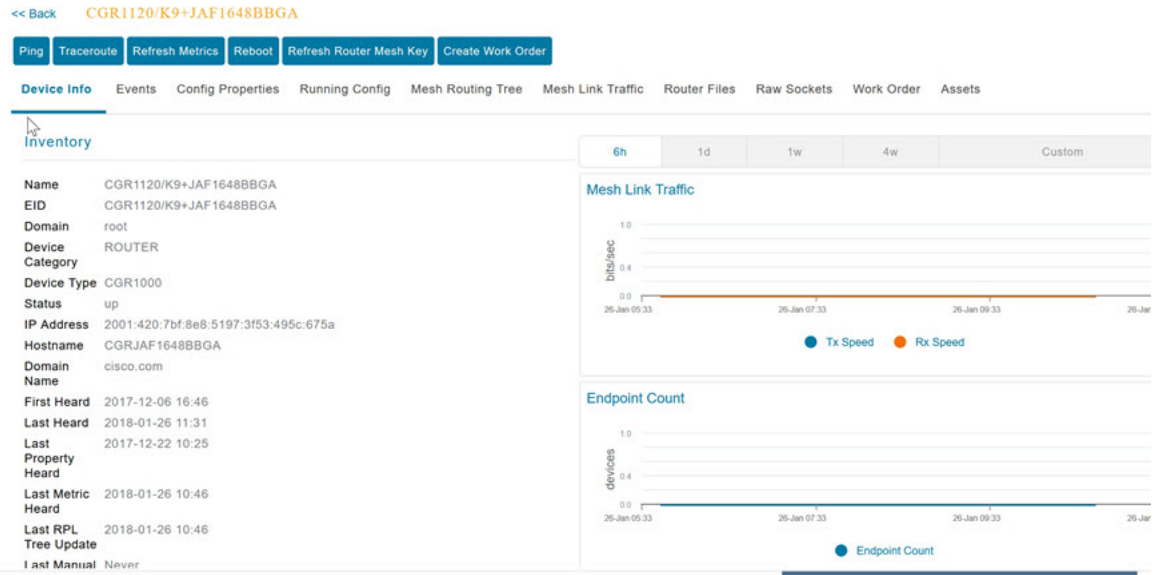 << Back CGR1120/K9+JAF1648BBGA
Ping Traceroute Refresh Metrics Reboot Refresh Router Mesh Key Create Work Order
Device Info Events Config Properties Running Config Mesh Routing Tree Mesh Link Traffic Router Files Raw Sockets Work Order Assets
Inventory
Name CGR1120/K9+JAF1648BBGA
EID CGR1120/K9+JAF1648BBGA
Domain root
Device ROUTER
Category
Device Type CGR1000
Status up
IP Address 2001:420:7bf:8e8:5197:3f53:495c:675a
Hostname CGRJAF1648BBGA
Domain cisco.com
Name
First Heard 2017-12-06 16:46
Last Heard 2018-01-26 11:31
Last 2017-12-22 10:25
Property
Heard
Last Metric 2018-01-26 10:46
Heard
Last RPL 2018-01-26 10:46
Tree Update
Last Manual Never
6h 1d 1w 4w Custom
Mesh Link Traffic
1.0
bits/sec
0.4
0.0
26-Jan 05:33 26-Jan 07:33 26-Jan 09:33 26-Jan
Tx Speed Rx Speed
Endpoint Count
1.0
devices
0.4
0.0
26-Jan 05:33 26-Jan 07:33 26-Jan 09:33 26-Jan
Endpoint Count